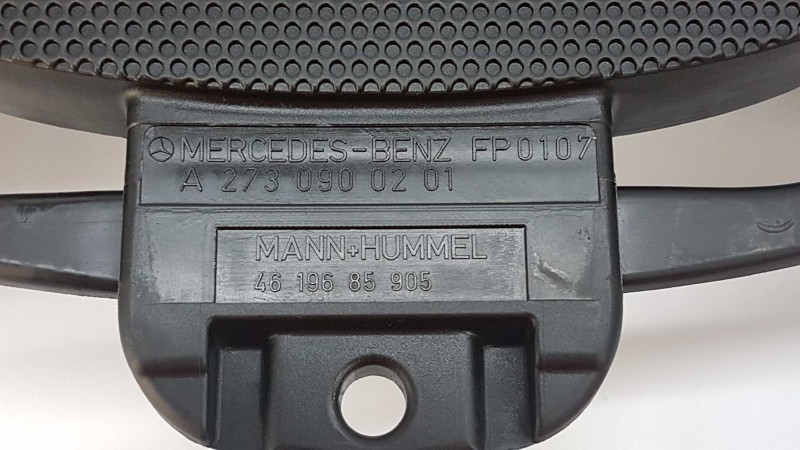 MERCEDES-BENZ FP0107
A 273 090 02 01
MANN+HUMMEL
46 196 85 905